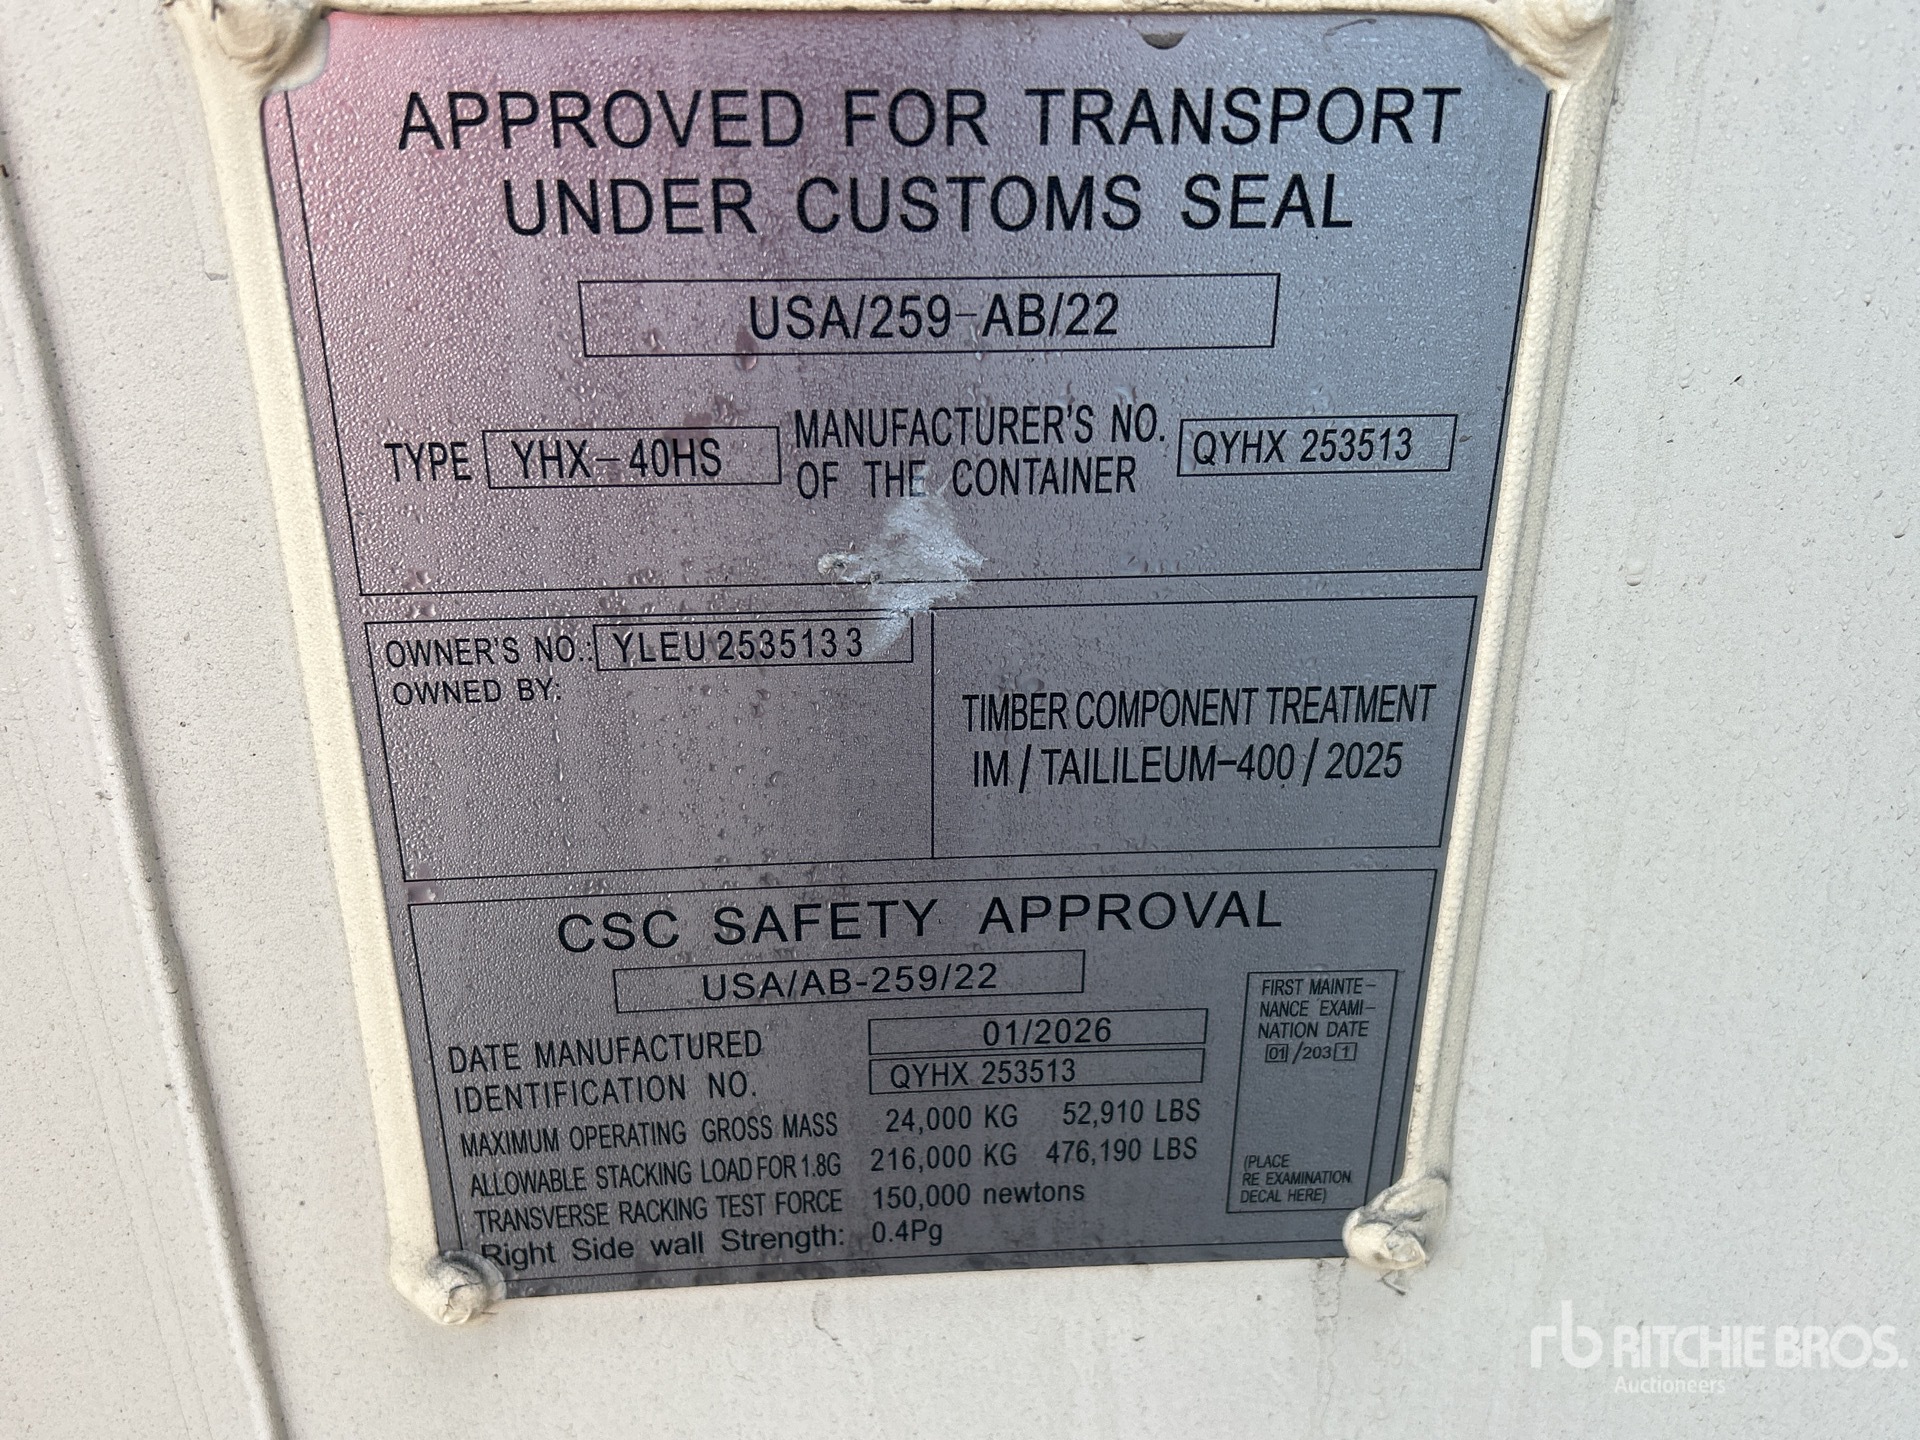 APPROVED FOR TRANSPORT
UNDER CUSTOMS SEAL
USA/259-AB/22
TYPE YHX-40HS MANUFACTURER'S NO. OF THE CONTAINER QYHX 253513
OWNER'S NO.: YLEU 253513 3
OWNED BY:
TIMBER COMPONENT TREATMENT
IM / TAILILEUM-400 / 2025
CSC SAFETY APPROVAL
USA/AB-259/22
DATE MANUFACTURED 01/2026
IDENTIFICATION NO. QYHX 253513
MAXIMUM OPERATING GROSS MASS 24,000 KG 52,910 LBS
ALLOWABLE STACKING LOAD FOR 1.8G 216,000 KG 476,190 LBS
TRANSVERSE RACKING TEST FORCE 150,000 newtons
Right Side wall Strength: 0.4Pg
FIRST MAINTE-
NANCE EXAMI-
NATION DATE
01/2031
(PLACE
RE EXAMINATION
DECAL HERE)
rb RITCHIE BROS.
Auctioneers